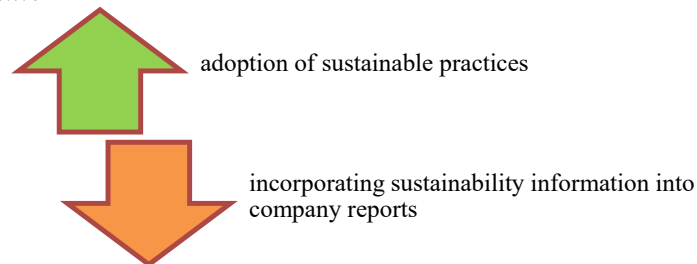 adoption of sustainable practices
incorporating sustainability information into
company reports